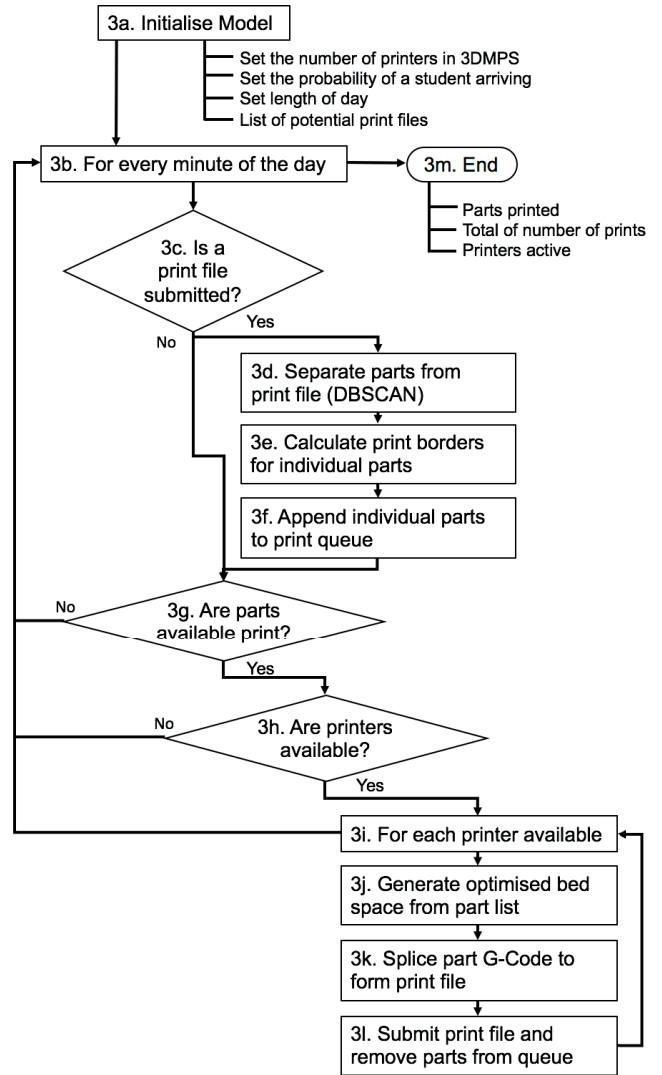 3a. Initialise Model
Set the number of printers in 3DMPS
Set the probability of a student arriving
Set length of day
List of potential print files
3b. For every minute of the day
3m. End
Parts printed
Total of number of prints
Printers active
3c. Is a
print file
submitted?
Yes
No
3d. Separate parts from
print file (DBSCAN)
3e. Calculate print borders
for individual parts
3f. Append individual parts
to print queue
No
3g. Are parts
available print?
Yes
No
3h. Are printers
available?
Yes
3i. For each printer available
3j. Generate optimised bed
space from part list
3k. Splice part G-Code to
form print file
3l. Submit print file and
remove parts from queue